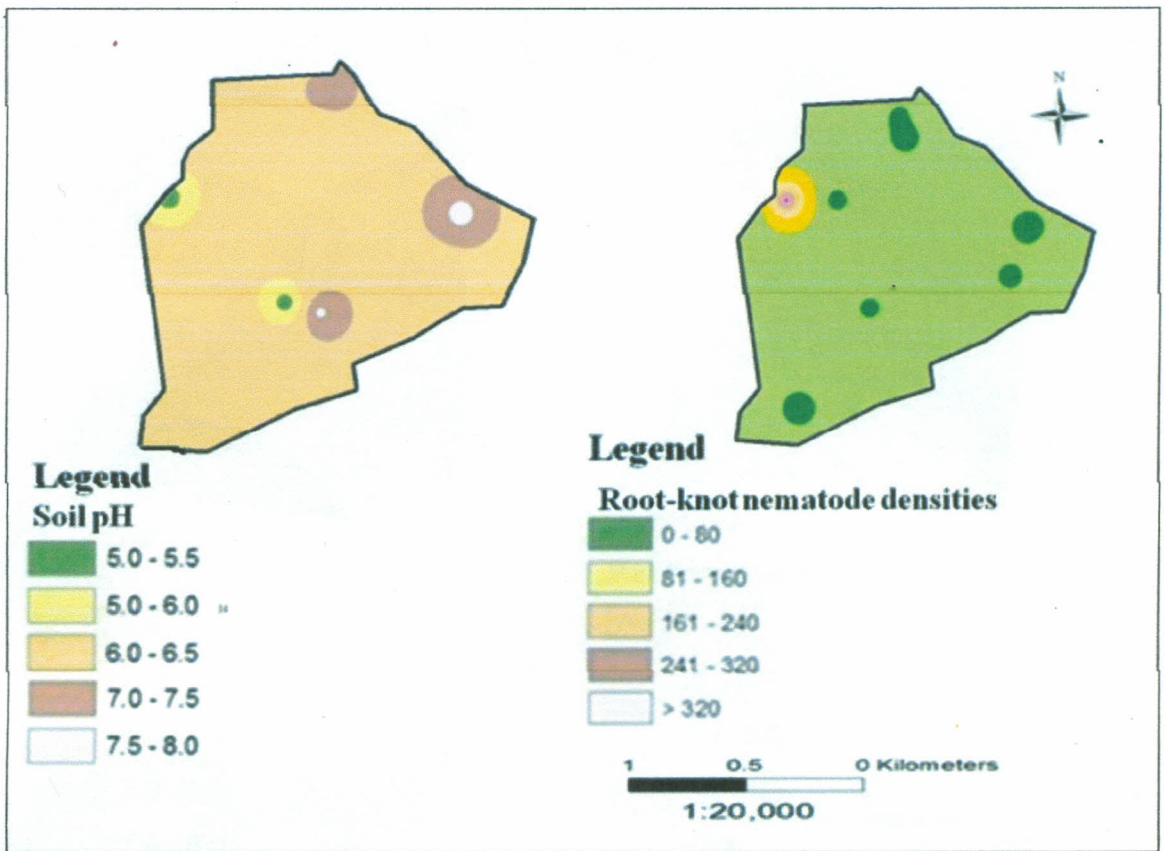 N
Legend
Soil pH
5.0 - 5.5
5.0 - 6.0
6.0 - 6.5
7.0 - 7.5
7.5 - 8.0
Legend
Root-knot nematode densities
0 - 80
81 - 160
161 - 240
241 - 320
> 320
1 0.5 0 Kilometers
1:20,000